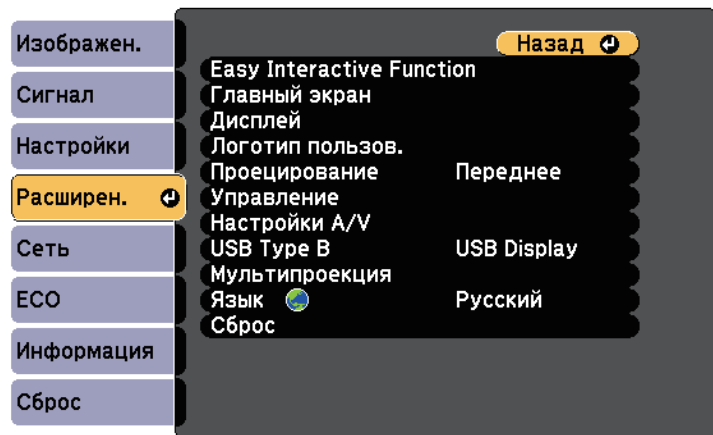 Изображен.
Сигнал
Настройки
Расширен.
Сеть
ECO
Информация
Сброс
Назад
Easy Interactive Function
Главный экран
Дисплей
Логотип пользов.
Проецирование Переднее
Управление
Настройки A/V
USB Type B USB Display
Мультипроекция
Язык Русский
Сброс